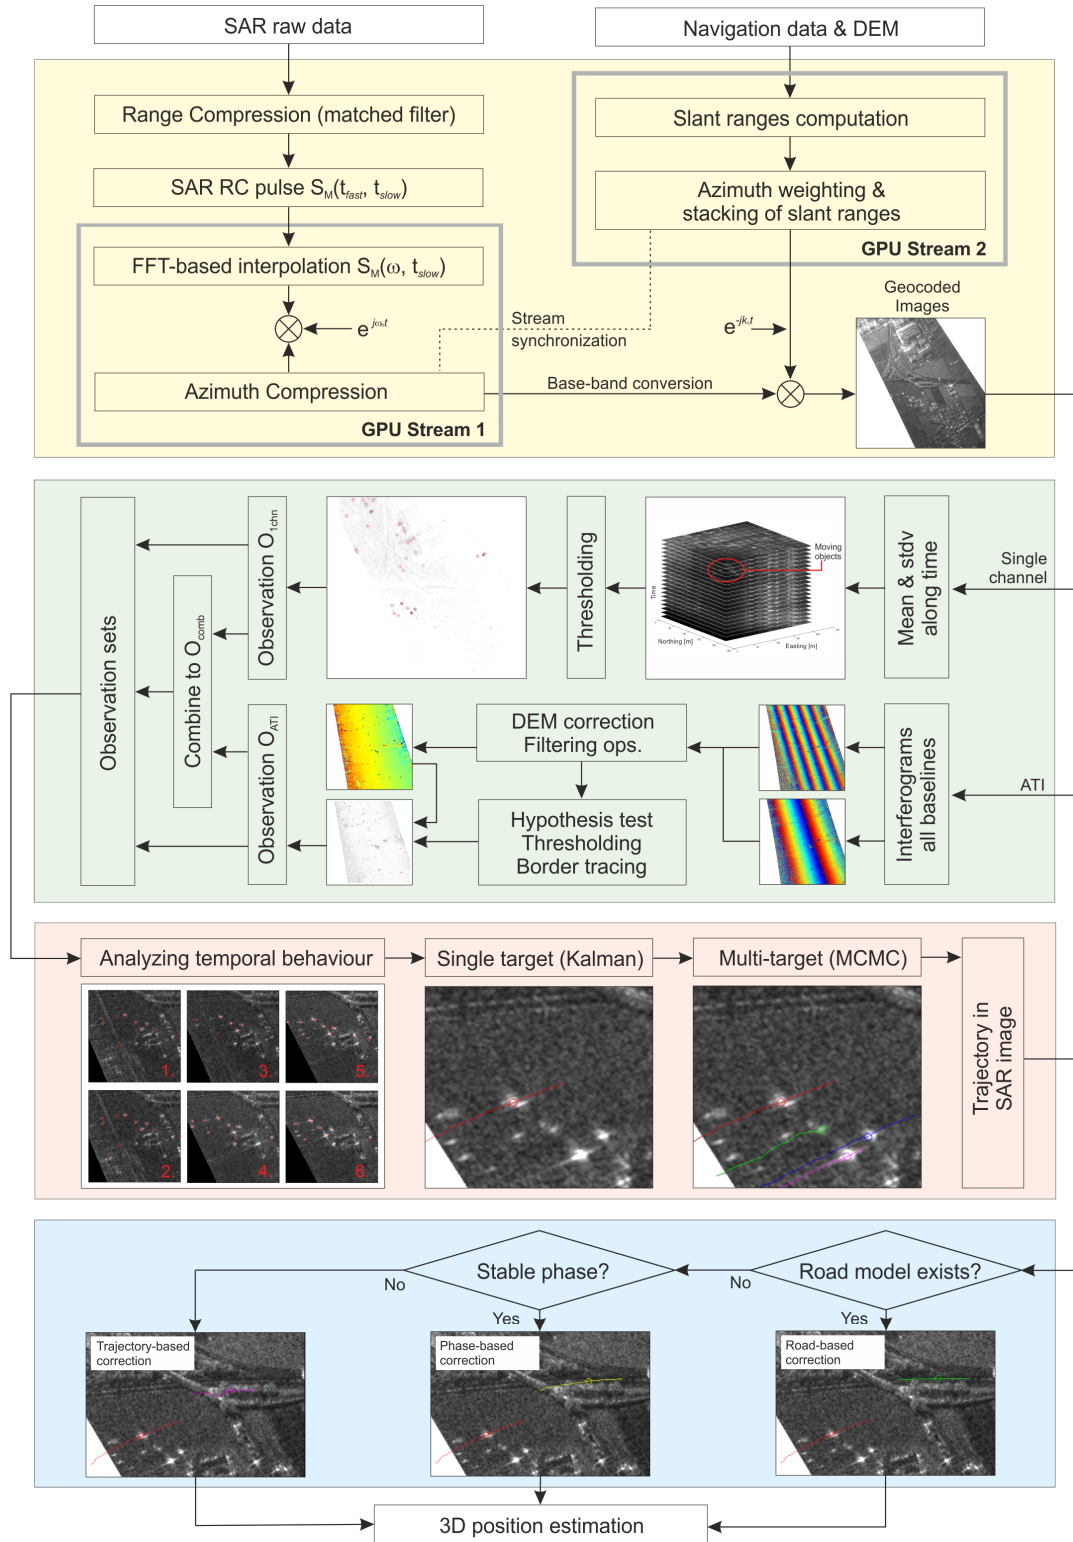 SAR raw data
Navigation data & DEM
Range Compression (matched filter)
Slant ranges computation
SAR RC pulse S_M(t_fast, t_slow)
Azimuth weighting &
stacking of slant ranges
GPU Stream 2
FFT-based interpolation S_M(ω, t_slow)
e^jω₀t
Stream
synchronization
e^-jk₀t
Geocoded
Images
Azimuth Compression
Base-band conversion
GPU Stream 1
Observation sets
Combine to O_comb
Observation O_1chn
Thresholding
Moving
objects
Time
Northing [m]
Easting [m]
Mean & stdv
along time
Single
channel
Observation O_ATI
DEM correction
Filtering ops.
Hypothesis test
Thresholding
Border tracing
Interferograms
all baselines
ATI
Analyzing temporal behaviour
Single target (Kalman)
Multi-target (MCMC)
Trajectory in
SAR image
1.
3.
5.
2.
4.
6.
Stable phase?
Road model exists?
No
No
Yes
Yes
Trajectory-based
correction
Phase-based
correction
Road-based
correction
3D position estimation